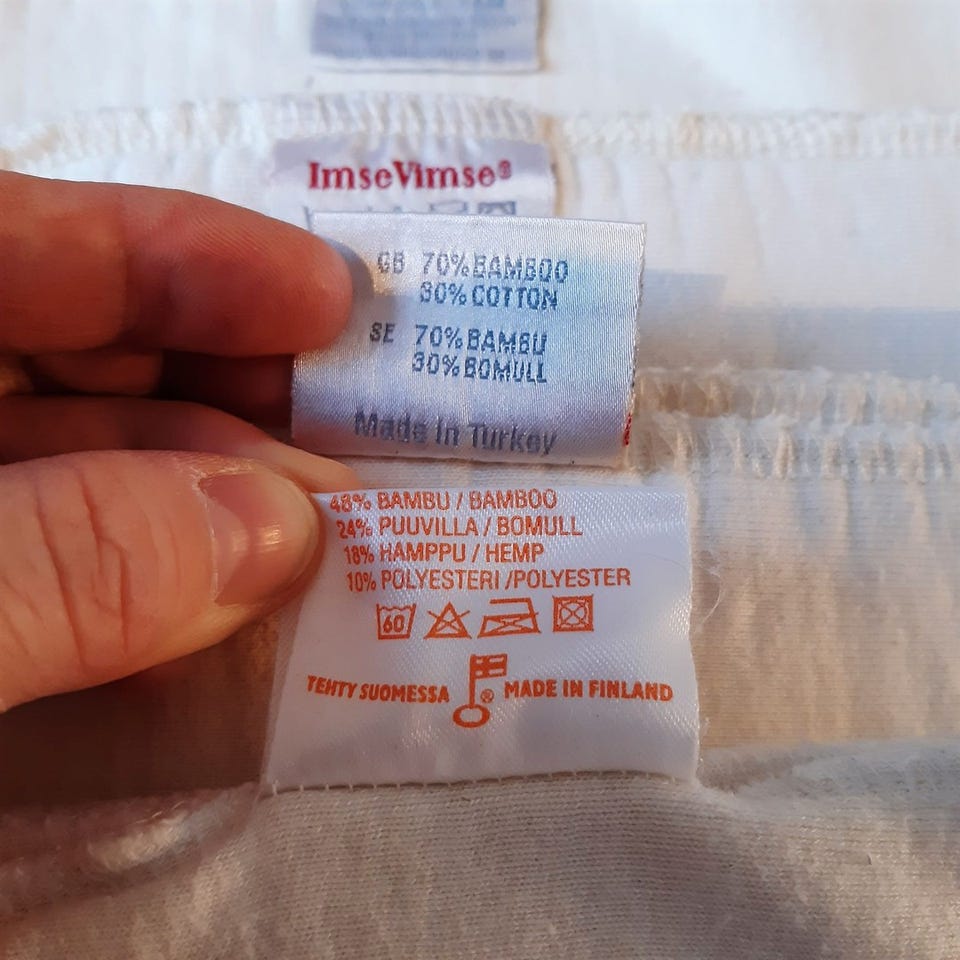 ImseVimse®
GB 70% BAMBOO
30% COTTON
SE 70% BAMBU
30% BOMULL
Made in Turkey
48% BAMBU / BAMBOO
24% PUUVILLA / BOMULL
18% HAMPPU / HEMP
10% POLYESTERI /POLYESTER
60
TEHTY SUOMESSA ® MADE IN FINLAND